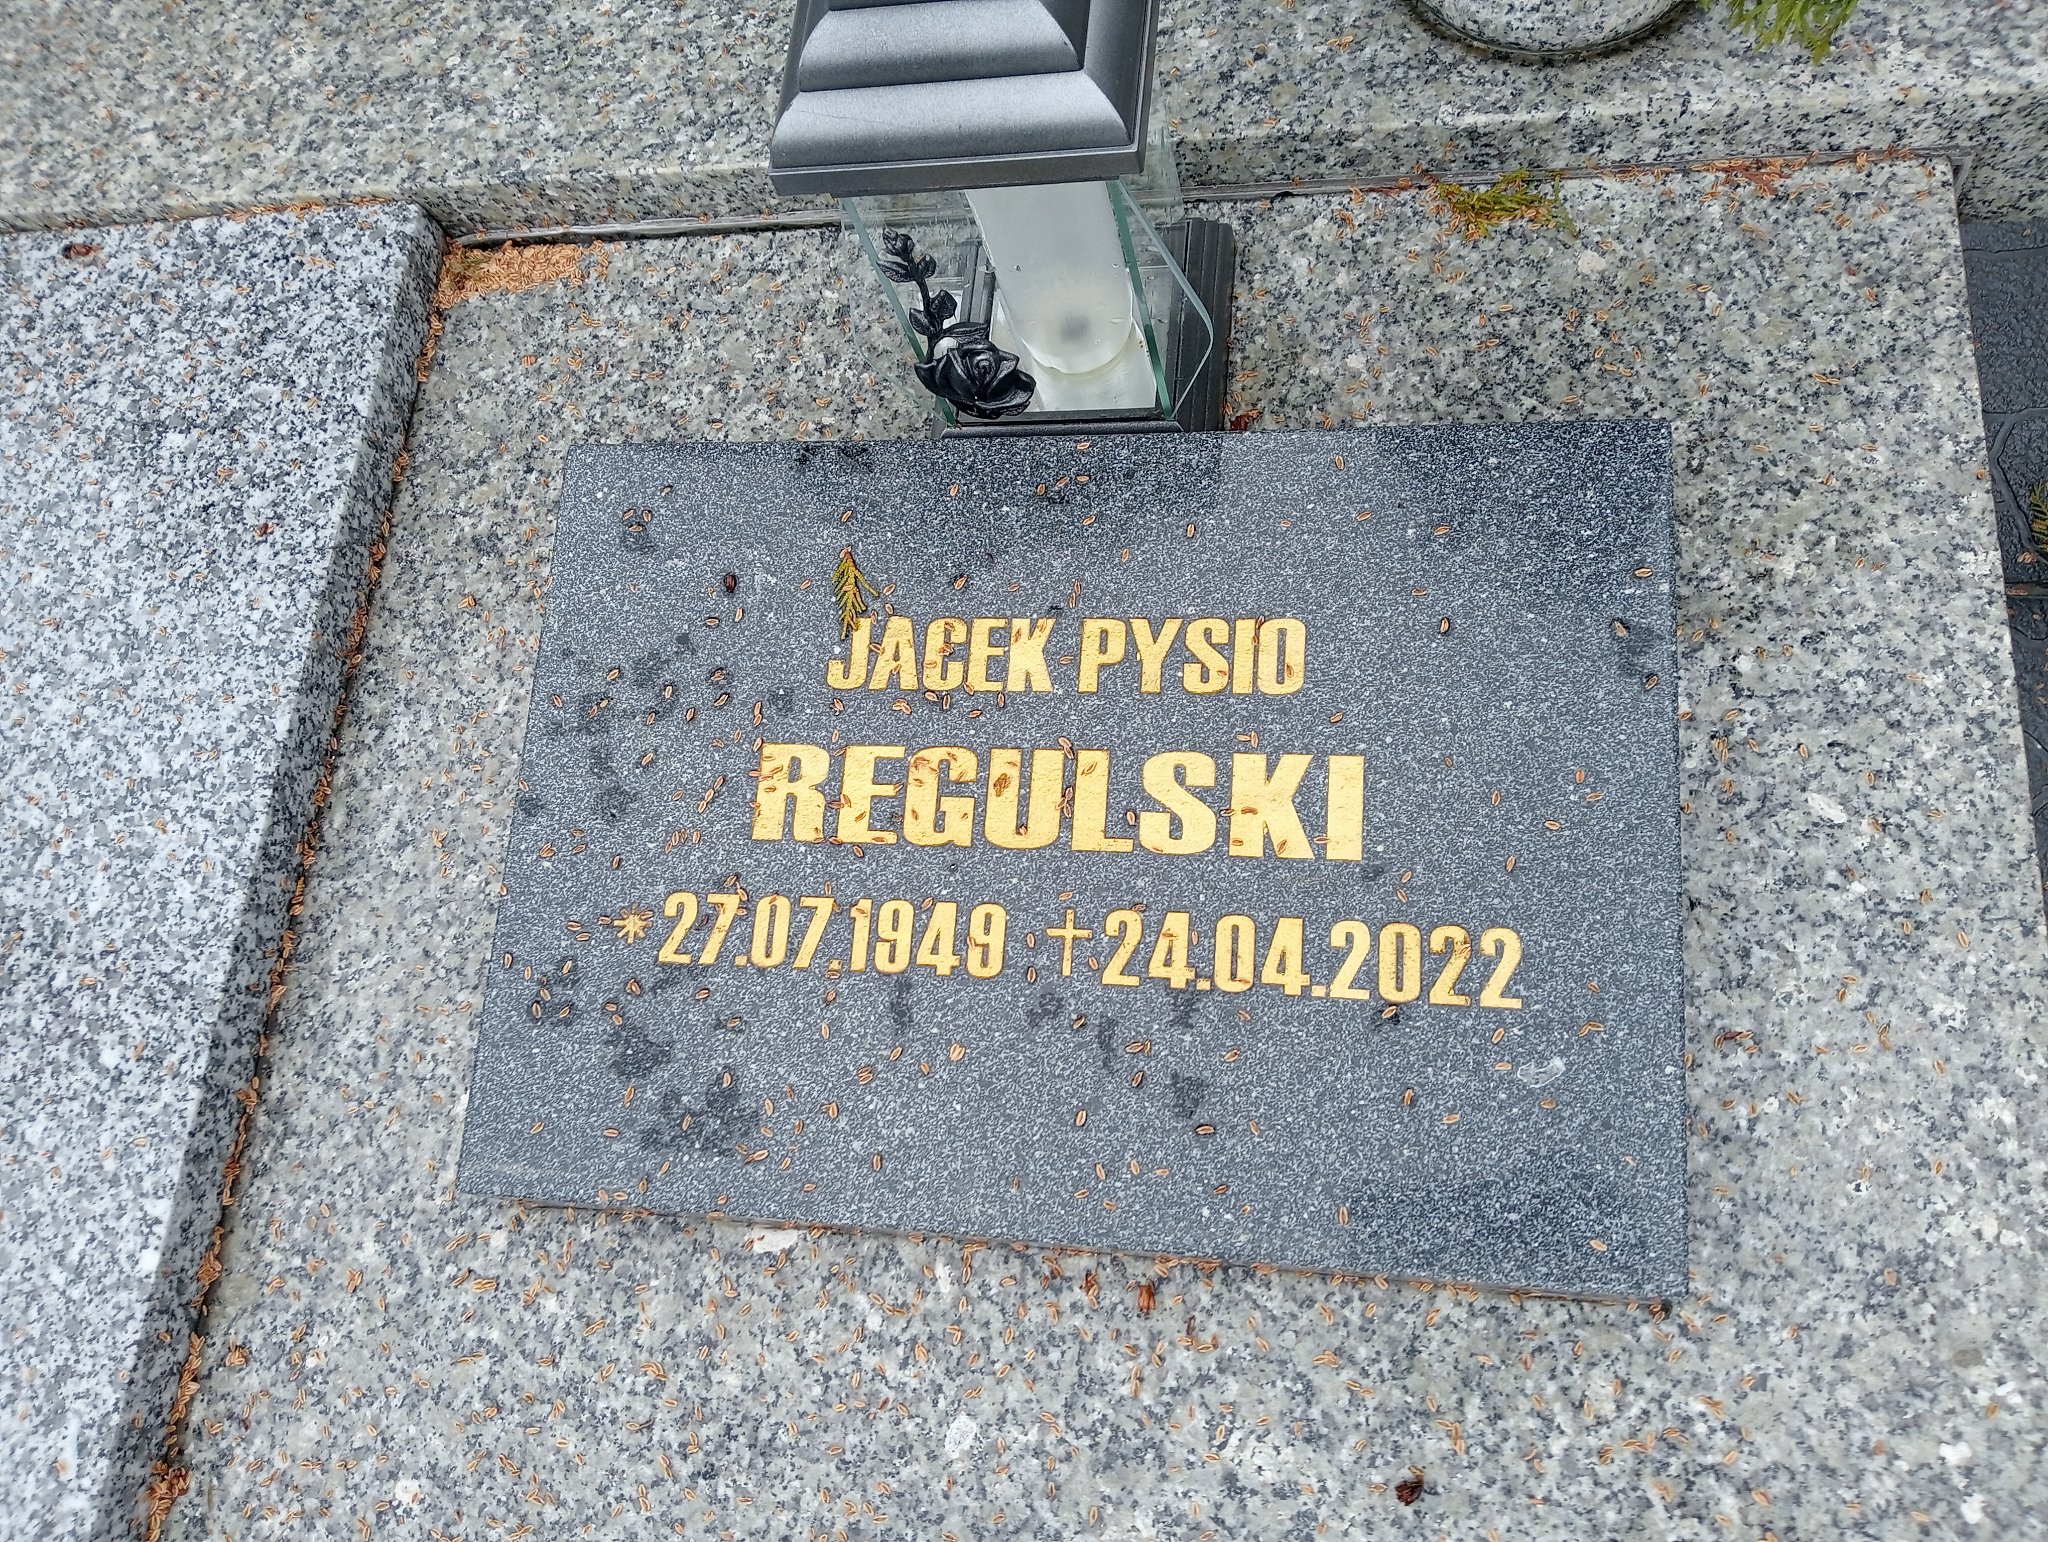 JACEK PYSIO
REGULSKI
* 27.07.1949 † 24.04.2022